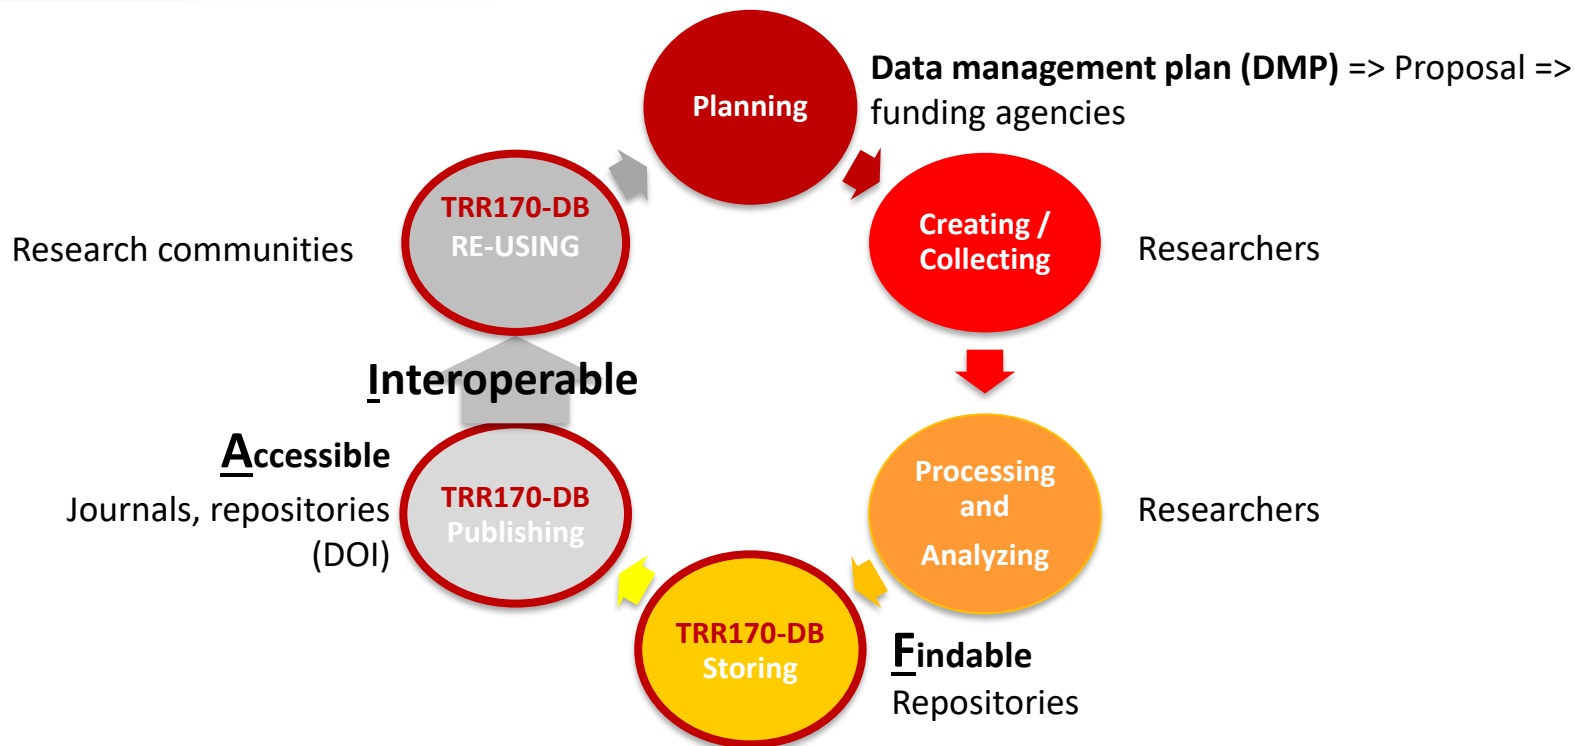 Planning
Data management plan (DMP) => Proposal =>
funding agencies
Creating /
Collecting
Researchers
Processing
and
Analyzing
Researchers
Findable
Repositories
TRR170-DB
Storing
TRR170-DB
Publishing
Accessible
Journals, repositories
(DOI)
Interoperable
TRR170-DB
RE-USING
Research communities